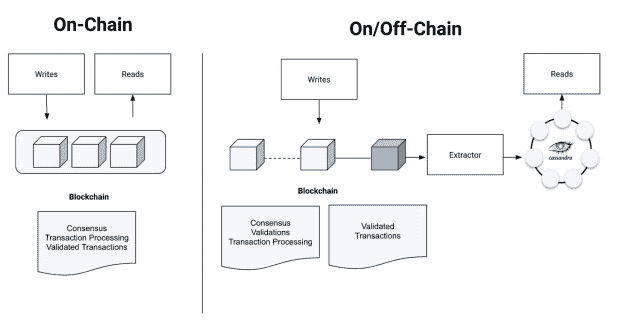 On-Chain
Writes
Reads
Blockchain
Consensus
Transaction Processing
Validated Transactions
On/Off-Chain
Writes
Reads
Extractor
cassandra
Blockchain
Consensus
Validations
Transaction Processing
Validated
Transactions